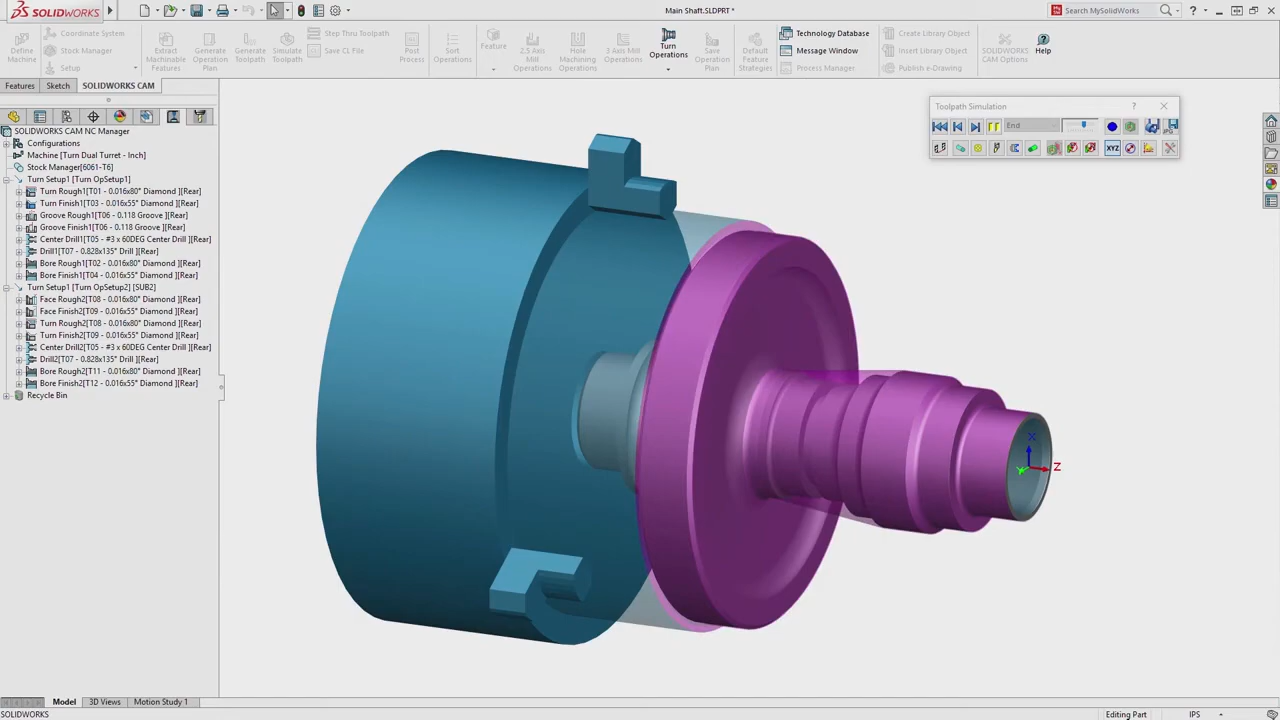 SOLIDWORKS
Main Shaft.SLDPRT *
Search MySolidWorks
Define Machine
Coordinate System
Stock Manager
Setup
Extract Machinable Features
Generate Operation Plan
Generate Toolpath
Simulate Toolpath
Step Thru Toolpath
Save CL File
Post Process
Sort Operations
Feature
2.5 Axis Mill Operations
Hole Machining Operations
3 Axis Mill Operations
Turn Operations
Save Operation Plan
Default Feature Strategies
Technology Database
Message Window
Process Manager
Create Library Object
Insert Library Object
Publish e-Drawing
SOLIDWORKS CAM Options
Help
Features
Sketch
SOLIDWORKS CAM
SOLIDWORKS CAM NC Manager
Configurations
Machine [Turn Dual Turret - Inch]
Stock Manager[6061-T6]
Turn Setup1 [Turn OpSetup1]
Turn Rough1[T01 - 0.016x80° Diamond ][Rear]
Turn Finish1[T03 - 0.016x55° Diamond ][Rear]
Groove Rough1[T06 - 0.118 Groove ][Rear]
Groove Finish1[T06 - 0.118 Groove ][Rear]
Center Drill1[T05 - #3 x 60DEG Center Drill ][Rear]
Drill1[T07 - 0.828x135° Drill ][Rear]
Bore Rough1[T02 - 0.016x80° Diamond ][Rear]
Bore Finish1[T04 - 0.016x55° Diamond ][Rear]
Turn Setup1 [Turn OpSetup2] [SUB2]
Face Rough2[T08 - 0.016x80° Diamond ][Rear]
Face Finish2[T09 - 0.016x55° Diamond ][Rear]
Turn Rough2[T08 - 0.016x80° Diamond ][Rear]
Turn Finish2[T09 - 0.016x55° Diamond ][Rear]
Center Drill2[T05 - #3 x 60DEG Center Drill ][Rear]
Drill2[T07 - 0.828x135° Drill ][Rear]
Bore Rough2[T11 - 0.016x80° Diamond ][Rear]
Bore Finish2[T12 - 0.016x55° Diamond ][Rear]
Recycle Bin
Toolpath Simulation
End
XYZ
X
Y
Z
Model
3D Views
Motion Study 1
SOLIDWORKS
Editing Part
IPS